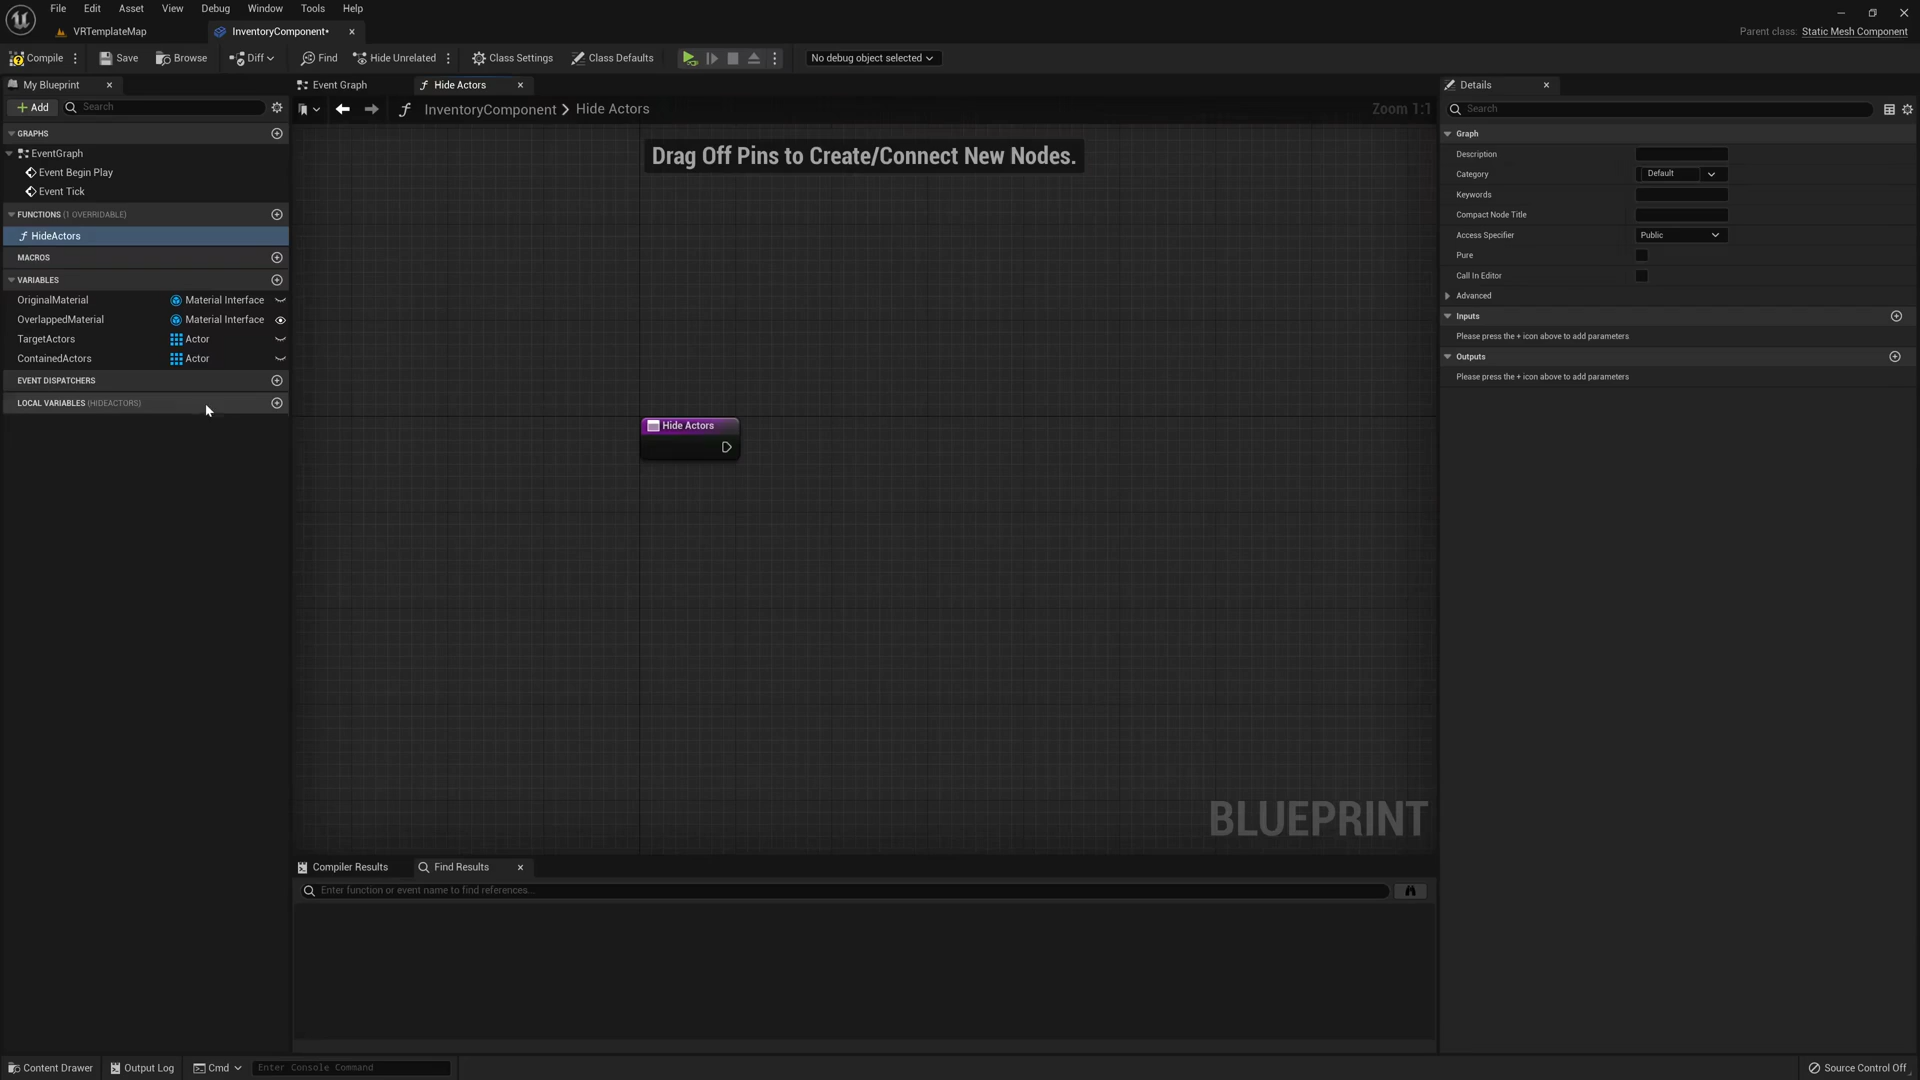 File Edit Asset View Debug Window Tools Help
VRTemplateMap InventoryComponent*
Parent class: Static Mesh Component
Compile Save Browse Diff Find Hide Unrelated Class Settings Class Defaults No debug object selected
My Blueprint
Event Graph Hide Actors
Details
Add Search
InventoryComponent > Hide Actors Zoom 1:1
Search
GRAPHS
EventGraph
Event Begin Play
Event Tick
FUNCTIONS (1 OVERRIDABLE)
HideActors
MACROS
VARIABLES
OriginalMaterial Material Interface
OverlappedMaterial Material Interface
TargetActors Actor
ContainedActors Actor
EVENT DISPATCHERS
LOCAL VARIABLES (HIDEACTORS)
Drag Off Pins to Create/Connect New Nodes.
Hide Actors
BLUEPRINT
Graph
Description
Category Default
Keywords
Compact Node Title
Access Specifier Public
Pure
Call In Editor
Advanced
Inputs
Please press the + icon above to add parameters
Outputs
Please press the + icon above to add parameters
Compiler Results Find Results
Enter function or event name to find references...
Content Drawer Output Log Cmd Enter Console Command Source Control Off